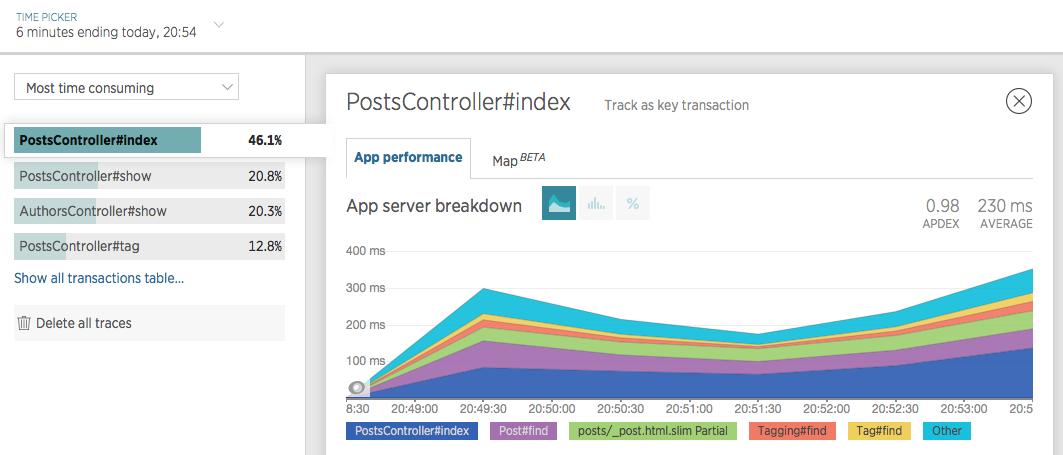 TIME PICKER
6 minutes ending today, 20:54
Most time consuming
PostsController#index 46.1%
PostsController#show 20.8%
AuthorsController#show 20.3%
PostsController#tag 12.8%
Show all transactions table...
Delete all traces
PostsController#index Track as key transaction
App performance Map BETA
App server breakdown %
0.98 230 ms
APDEX AVERAGE
400 ms
300 ms
200 ms
100 ms
8:30 20:49:00 20:49:30 20:50:00 20:50:30 20:51:00 20:51:30 20:52:00 20:52:30 20:53:00 20:5
PostsController#index Post#find posts/_post.html.slim Partial Tagging#find Tag#find Other